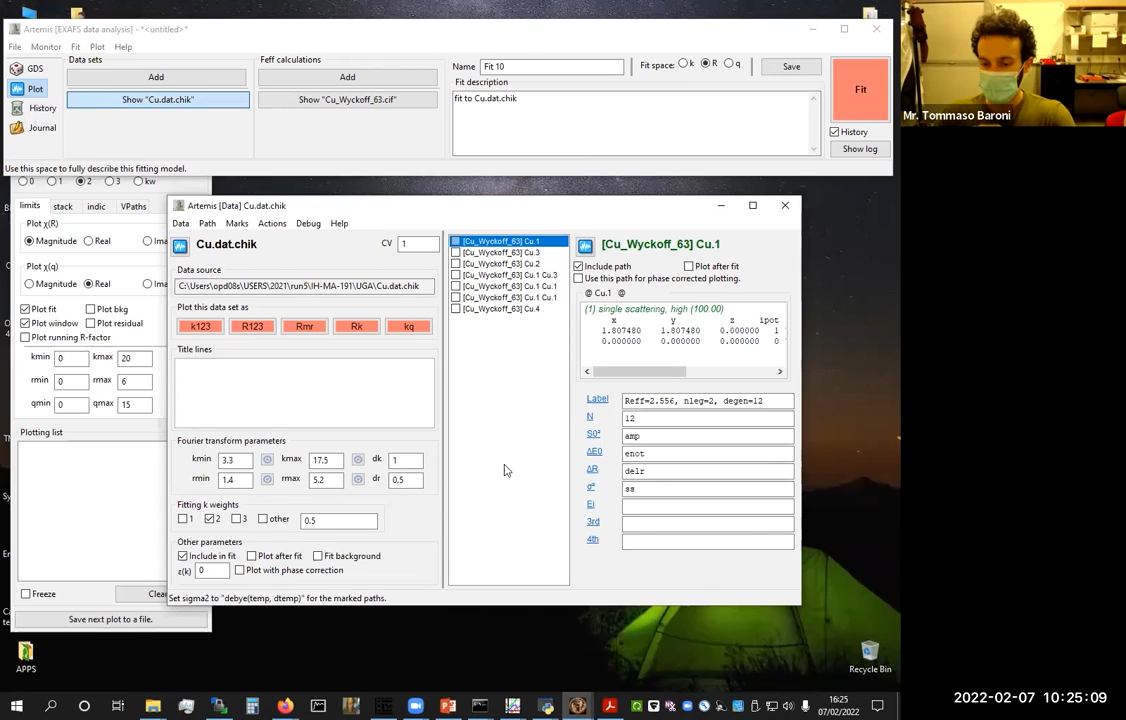 Artemis [EXAFS data analysis] - *<untitled>*
File Monitor Fit Plot Help
GDS
Plot
History
Journal
Data sets
Add
Show "Cu.dat.chik"
Feff calculations
Add
Show "Cu_Wyckoff_63.cif"
Name Fit 10
Fit space: k R q
Save
Fit description
fit to Cu.dat.chik
Fit
History
Show log
Use this space to fully describe this fitting model.
Mr. Tommaso Baroni
0 1 2 3 kw
limits stack indic VPaths
Plot χ(R)
Magnitude Real Ima
Plot χ(q)
Magnitude Real Ima
Plot fit Plot bkg
Plot window Plot residual
Plot running R-factor
kmin 0 kmax 20
rmin 0 rmax 6
qmin 0 qmax 15
Plotting list
Freeze Clea
Save next plot to a file.
Artemis [Data] Cu.dat.chik
Data Path Marks Actions Debug Help
Cu.dat.chik CV 1
Data source
C:\Users\opd08s\USERS\2021\run5\IH-MA-191\UGA\Cu.dat.chik
Plot this data set as
k123 R123 Rmr Rk kq
Title lines
Fourier transform parameters
kmin 3.3 kmax 17.5 dk 1
rmin 1.4 rmax 5.2 dr 0.5
Fitting k weights
1 2 3 other 0.5
Other parameters
Include in fit Plot after fit Fit background
ε(k) 0 Plot with phase correction
Set sigma2 to "debye(temp, dtemp)" for the marked paths.
[Cu_Wyckoff_63] Cu.1
[Cu_Wyckoff_63] Cu.3
[Cu_Wyckoff_63] Cu.2
[Cu_Wyckoff_63] Cu.1 Cu.3
[Cu_Wyckoff_63] Cu.1 Cu.1
[Cu_Wyckoff_63] Cu.1 Cu.1
[Cu_Wyckoff_63] Cu.4
[Cu_Wyckoff_63] Cu.1
Include path Plot after fit
Use this path for phase corrected plotting.
@ Cu.1 @
(1) single scattering, high (100.00)
x y z ipot
1.807480 1.807480 0.000000 1
0.000000 0.000000 0.000000 0
Label Reff=2.556, nleg=2, degen=12
N 12
S0² amp
ΔE0 enot
ΔR delr
σ² ss
Ei
3rd
4th
APPS
Recycle Bin
16:25
07/02/2022
2022-02-07 10:25:09